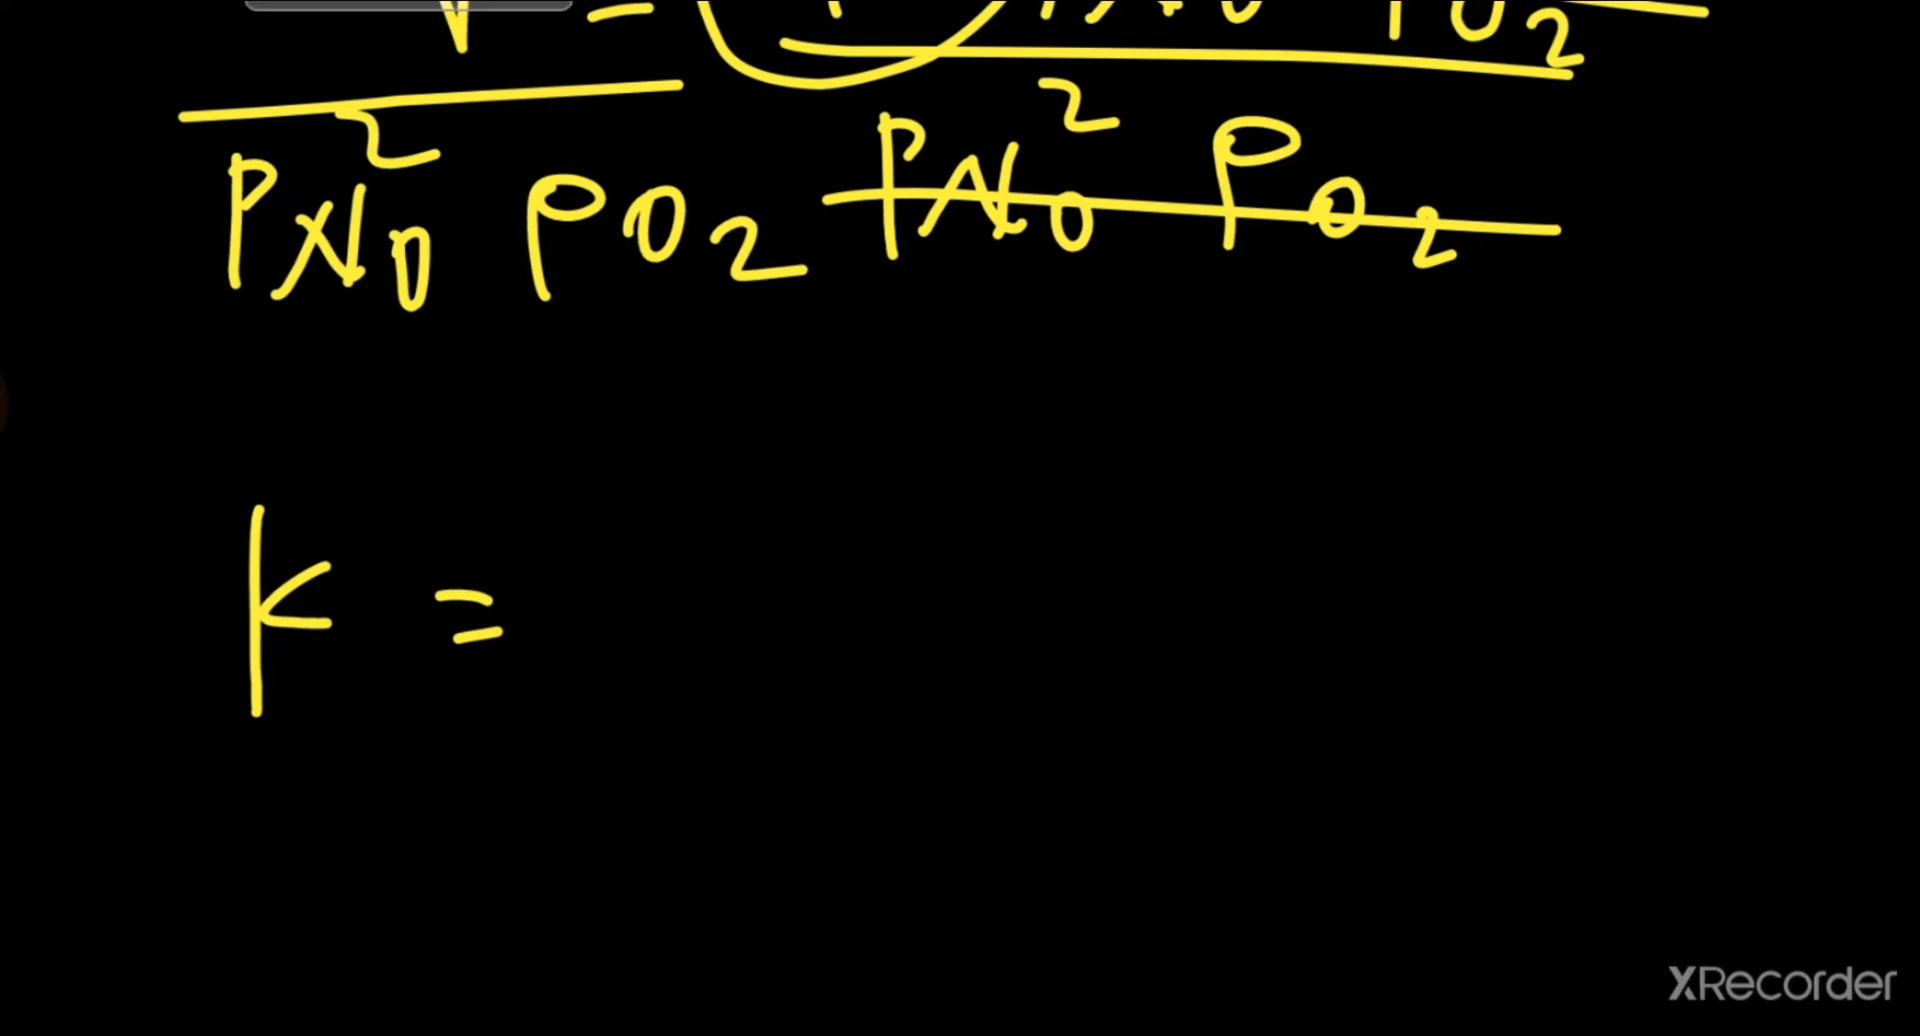 P²NO PO2 P²NO PO2
K =
XRecorder